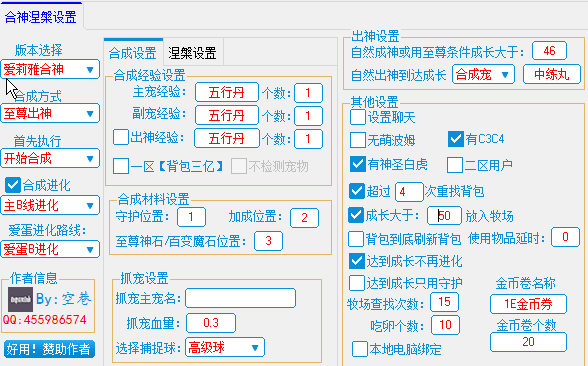 合神涅槃设置
版本选择
爱莉雅合神
合成方式
至尊出神
首先执行
开始合成
合成进化
主B线进化
爱蛋进化路线:
爱蛋B进化
作者信息
By:空巷
QQ:455986574
好用！赞助作者
合成设置 涅槃设置
合成经验设置
主宠经验: 五行丹 个数: 1
副宠经验: 五行丹 个数: 1
出神经验: 五行丹 个数: 1
一区【背包三亿】 不检测宠物
合成材料设置
守护位置: 1 加成位置: 2
至尊神石/百变魔石位置: 3
抓宠设置
抓宠主宠名:
抓宠血量: 0.3
选择捕捉球: 高级球
出神设置
自然成神或用至尊条件成长大于: 46
自然出神到达成长 合成宠 中练丸
其他设置
设置聊天
无萌波姆 有C3C4
有神圣白虎 二区用户
超过 4 次重找背包
成长大于: 50 放入牧场
背包到底刷新背包 使用物品延时: 0
达到成长不再进化
达到成长只用守护 金币卷名称
牧场查找次数: 15 1E金币券
吃卵个数: 10 金币卷个数
20
本地电脑绑定